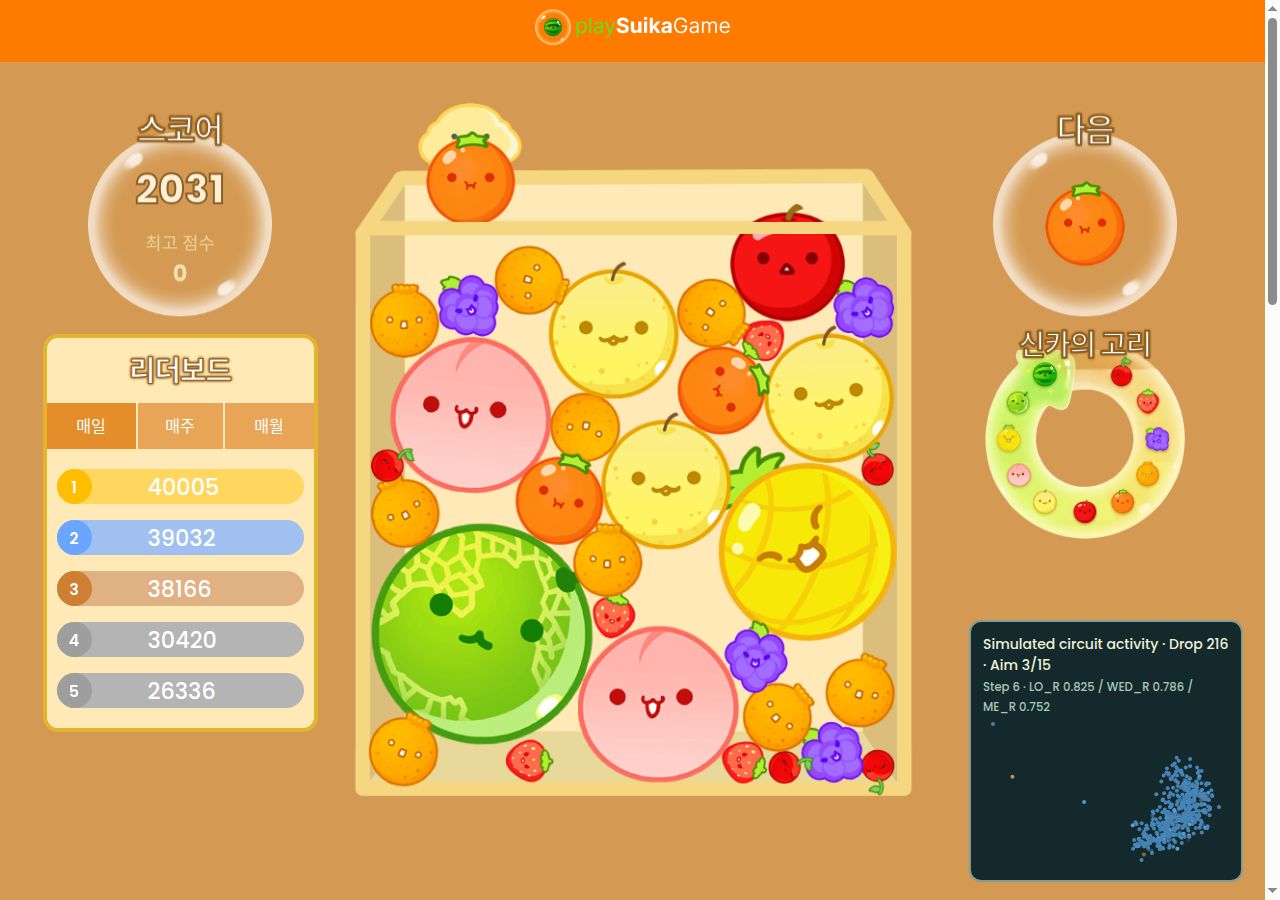 playSuikaGame
스코어
2031
최고 점수
0
리더보드
매일 매주 매월
1 40005
2 39032
3 38166
4 30420
5 26336
다음
신카의 고리
Simulated circuit activity · Drop 216
· Aim 3/15
Step 6 · LO_R 0.825 / WED_R 0.786 /
ME_R 0.752